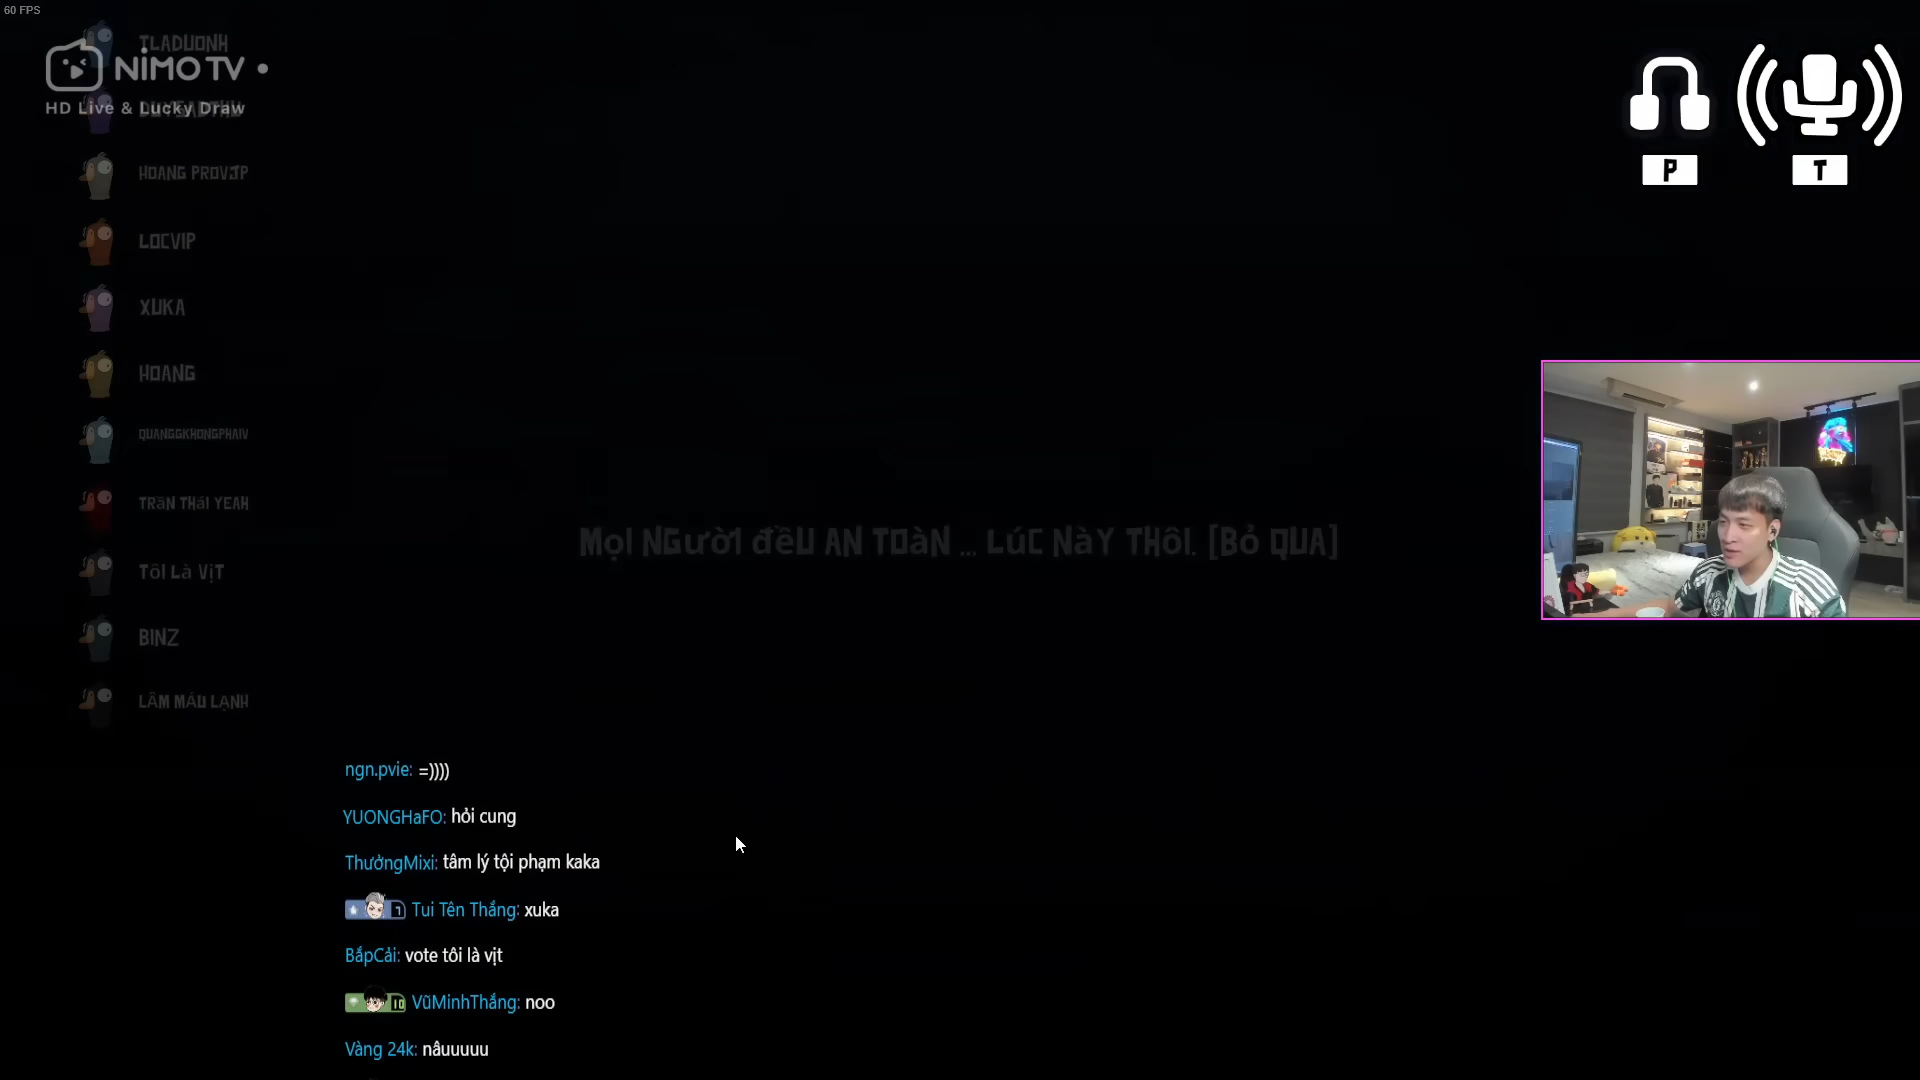 60 FPS
TLADUONH
NIMO TV
HD Live & Lucky Draw
HOANG PROVJP
LOCVIP
XUKA
HOANG
QUANGGKHONGPHAIV
TRầN THáI YEAH
TÔI Là VịT
BINZ
LÂM MÁU LẠNH
P
T
MọI NGườI đềU AN TOàN ... LúC NàY THÔI. [Bỏ QUA]
ngn.pvie: =))))
YUONGHaFO: hỏi cung
ThưởngMixi: tâm lý tội phạm kaka
7 Tui Tên Thắng: xuka
BắpCải: vote tôi là vịt
10 VũMinhThắng: noo
Vàng 24k: nâuuuuu